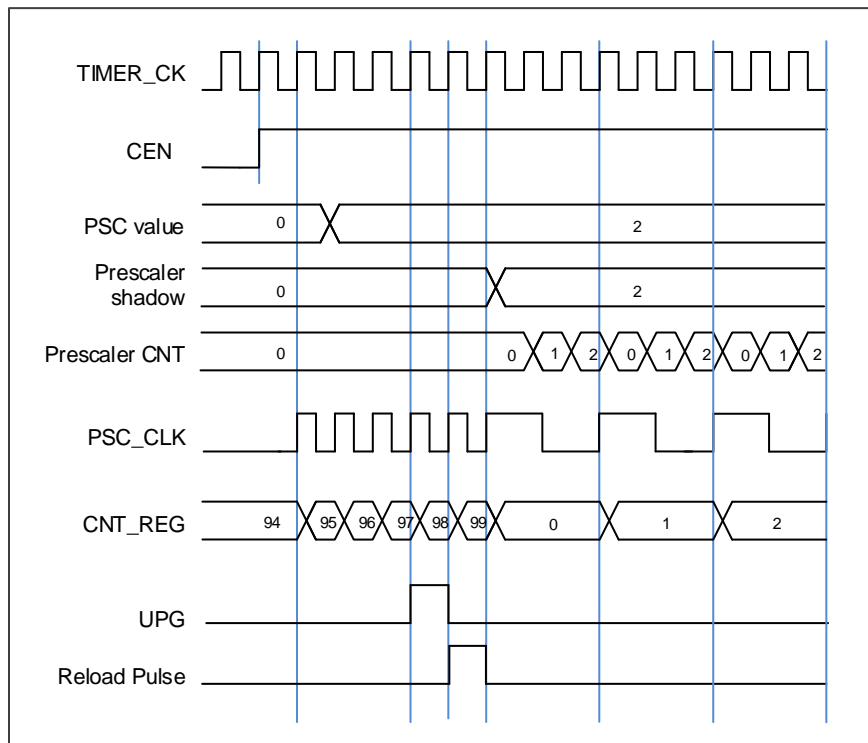 TIMER_CK
CEN
PSC value 0 2
Prescaler
shadow 0 2
Prescaler CNT 0 0 1 2 0 1 2 0 1 2
PSC_CLK
CNT_REG 94 95 96 97 98 99 0 1 2
UPG
Reload Pulse